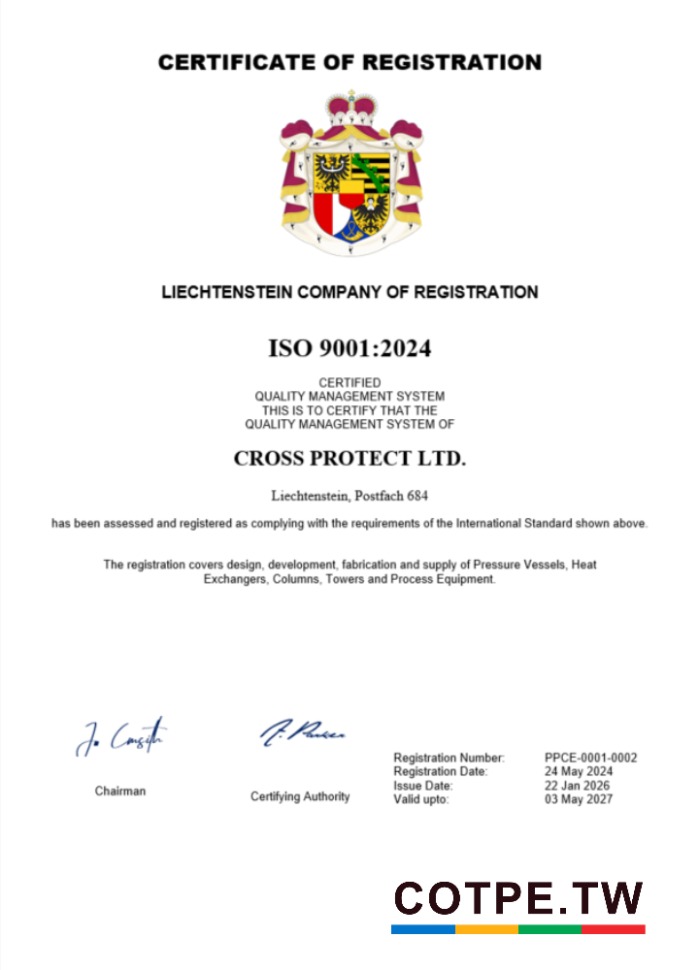 CERTIFICATE OF REGISTRATION
LIECHTENSTEIN COMPANY OF REGISTRATION
ISO 9001:2024
CERTIFIED
QUALITY MANAGEMENT SYSTEM
THIS IS TO CERTIFY THAT THE
QUALITY MANAGEMENT SYSTEM OF
CROSS PROTECT LTD.
Liechtenstein, Postfach 684
has been assessed and registered as complying with the requirements of the International Standard shown above.
The registration covers design, development, fabrication and supply of Pressure Vessels, Heat
Exchangers, Columns, Towers and Process Equipment.
Chairman
Certifying Authority
Registration Number: PPCE-0001-0002
Registration Date: 24 May 2024
Issue Date: 22 Jan 2026
Valid upto: 03 May 2027
COTPE.TW